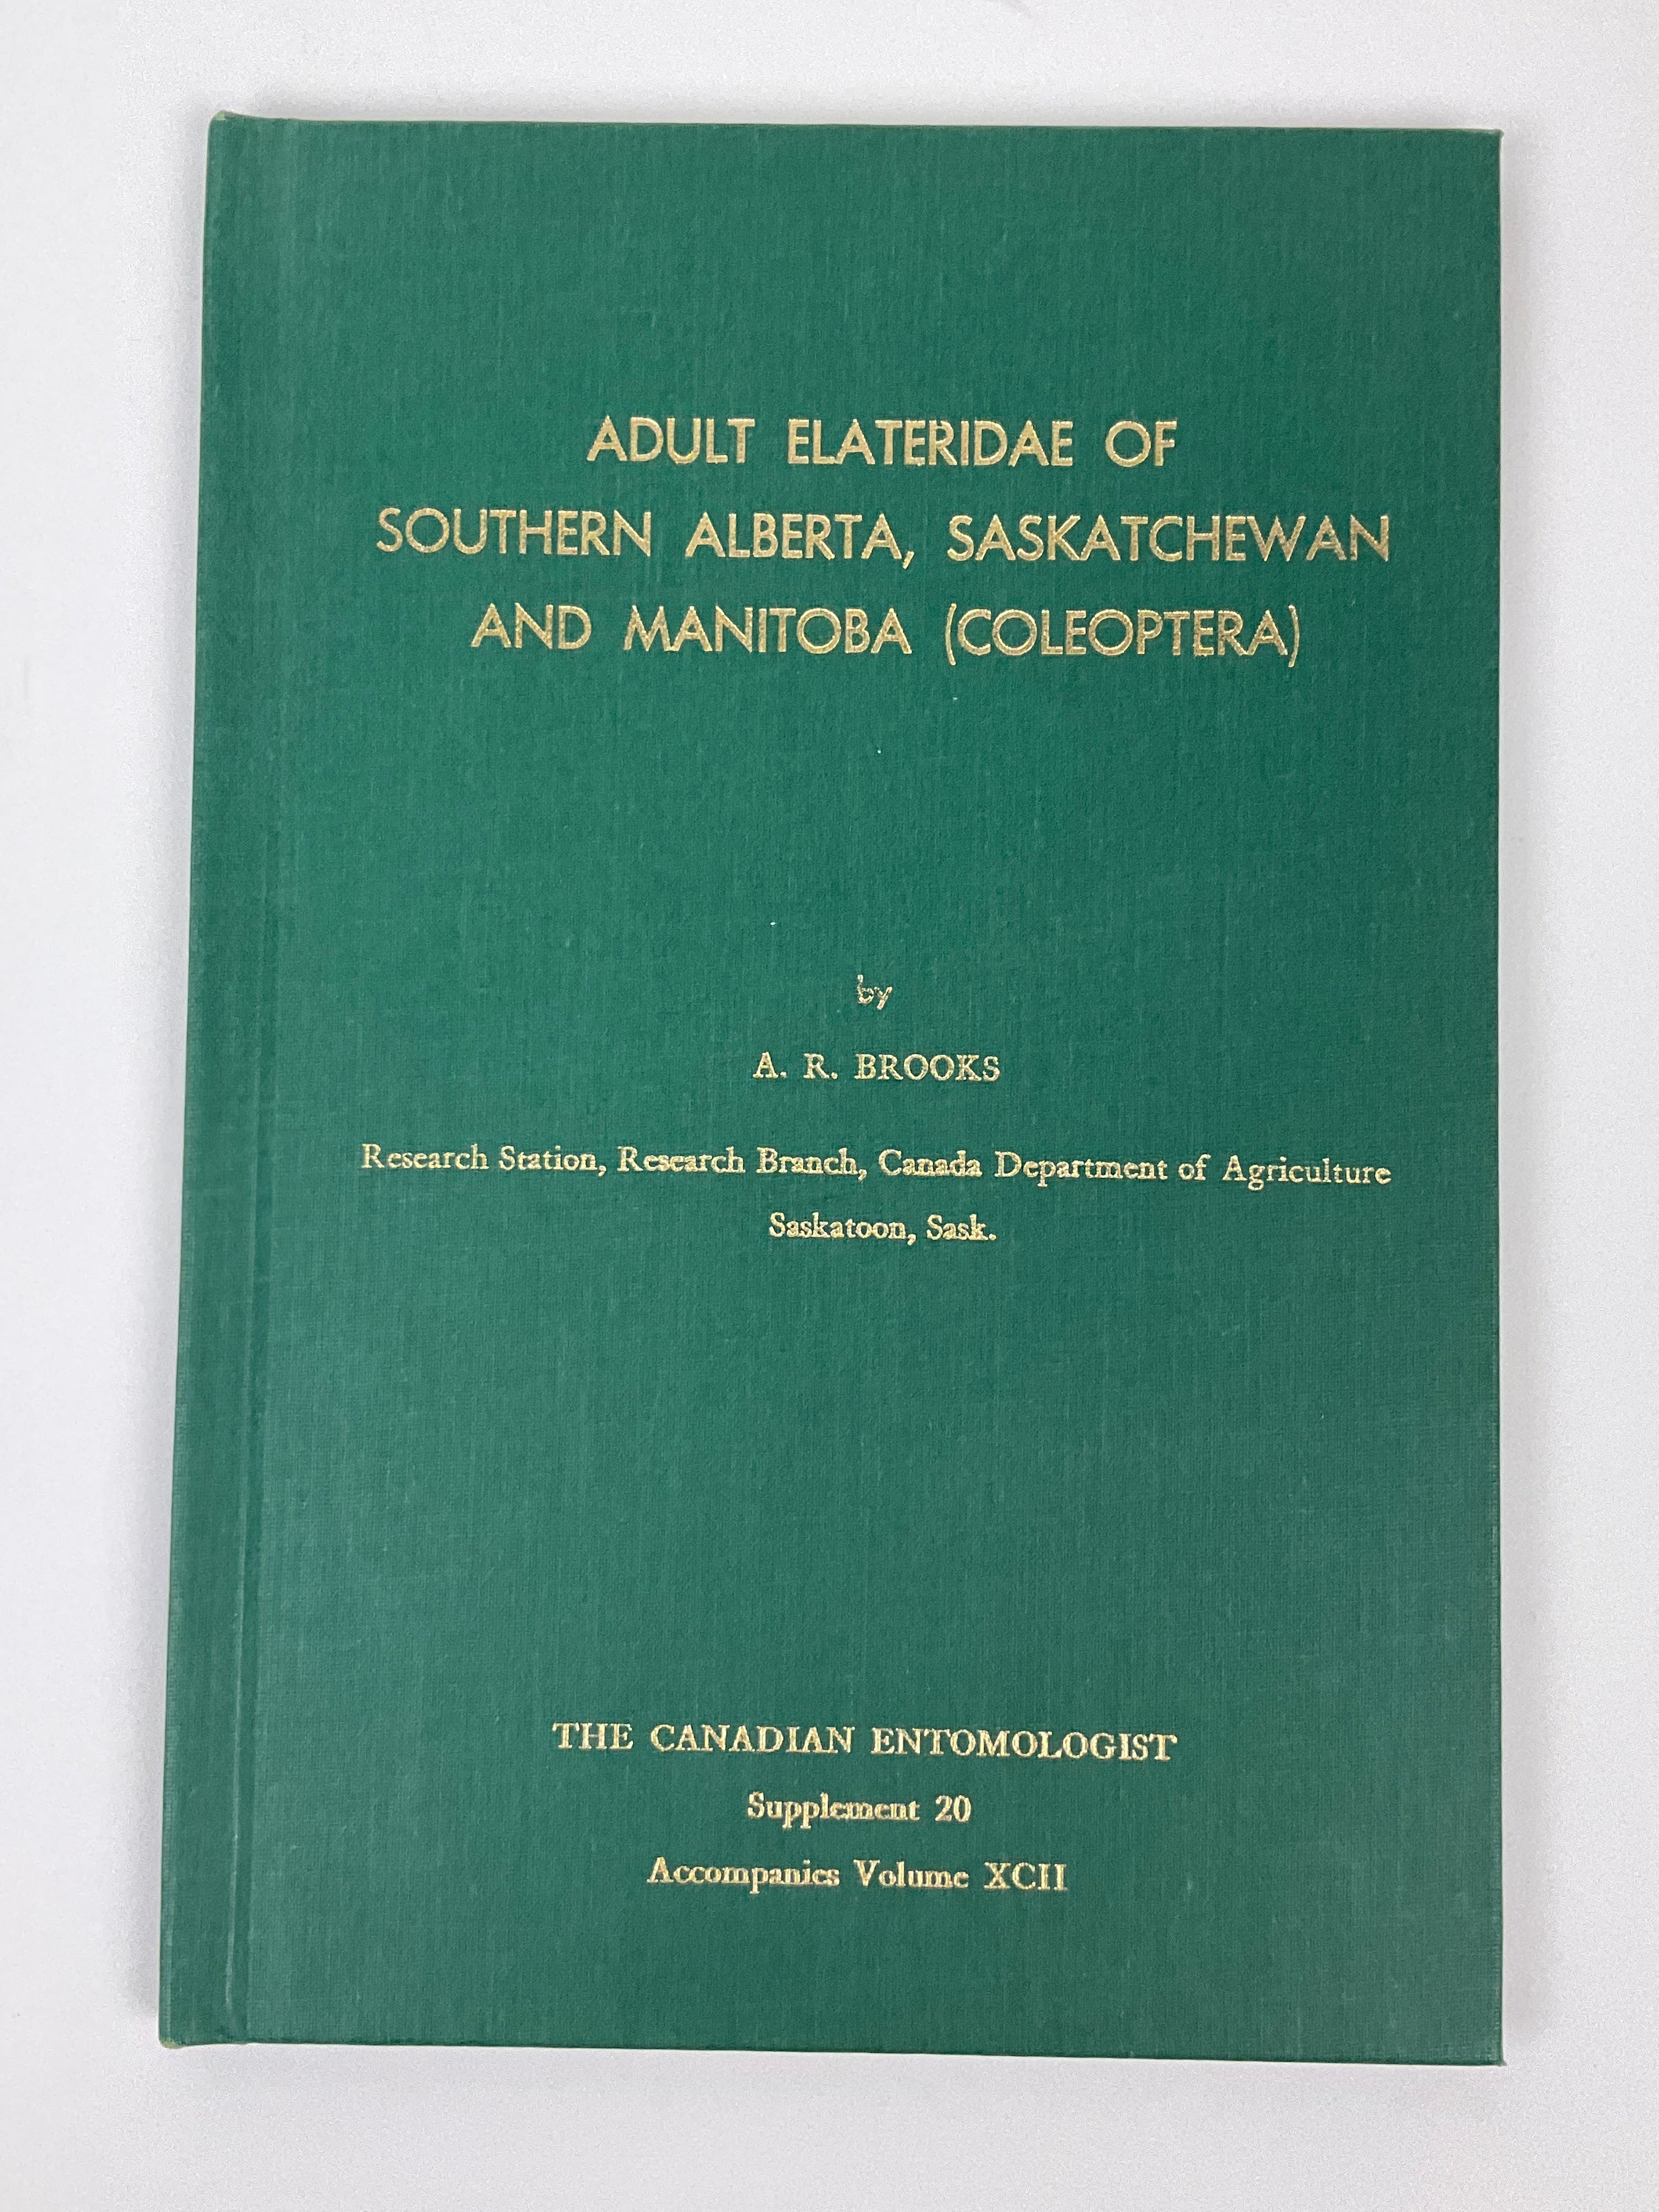 ADULT ELATERIDAE OF
SOUTHERN ALBERTA, SASKATCHEWAN
AND MANITOBA (COLEOPTERA)
by
A. R. BROOKS
Research Station, Research Branch, Canada Department of Agriculture
Saskatoon, Sask.
THE CANADIAN ENTOMOLOGIST
Supplement 20
Accompanies Volume XCII